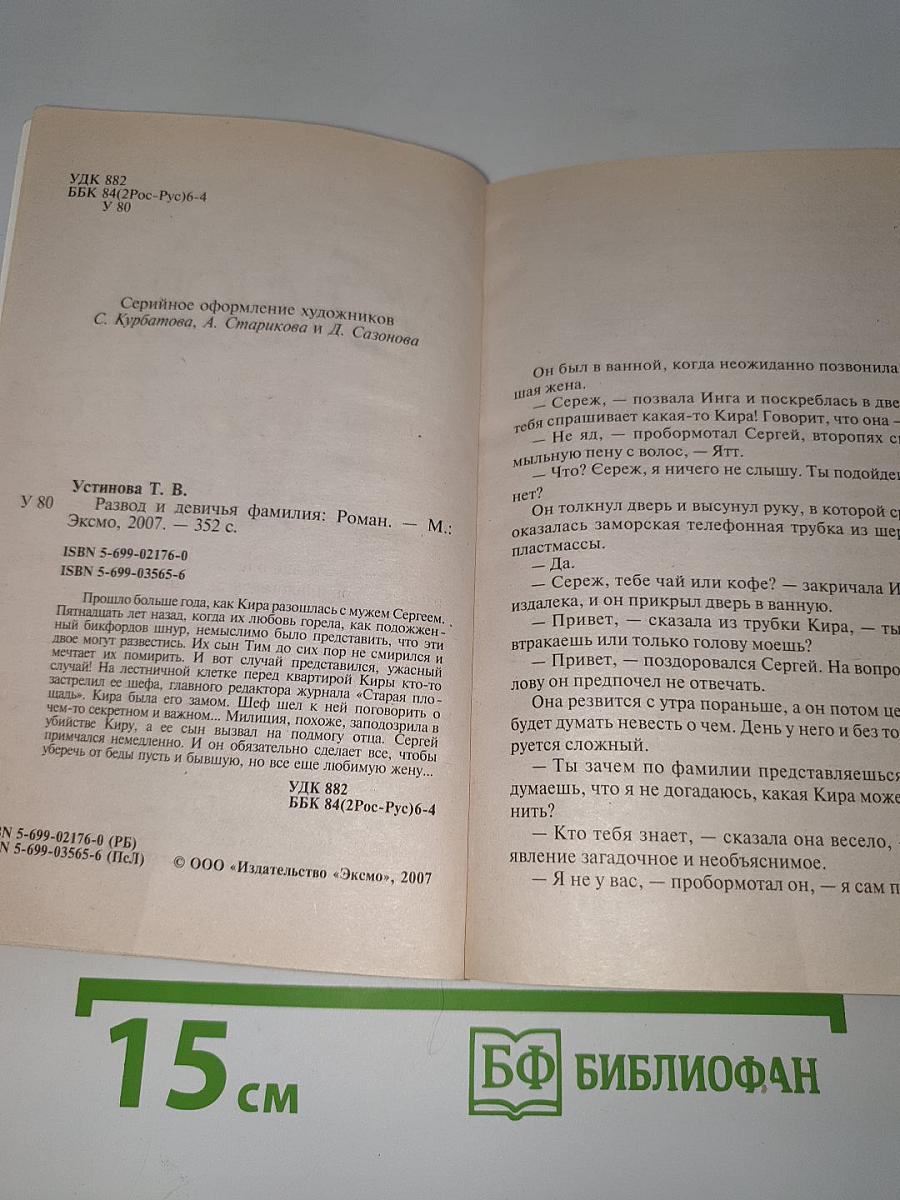 УДК 882
ББК 84(2Рос-Рус)6-4
У 80
Серийное оформление художников
С. Курбатова, А. Старикова и Д. Сазонова
Устинова Т. В.
У 80 Развод и девичья фамилия: Роман. — М.:
Эксмо, 2007. — 352 с.
ISBN 5-699-02176-0
ISBN 5-699-03565-6
Прошло больше года, как Кира разошлась с мужем Сергеем.
Пятнадцать лет назад, когда их любовь горела, как подожжен-
ный бикфордов шнур, немыслимо было представить, что эти
двое могут развестись. Их сын Тим до сих пор не смирился и
мечтает их помирить. И вот случай представился, ужасный
случай! На лестничной клетке перед квартирой Киры кто-то
застрелил ее шефа, главного редактора журнала «Старая пло-
щадь». Кира была его замом. Шеф шел к ней поговорить о
чем-то секретном и важном... Милиция, похоже, заподозрила в
убийстве Киру, а ее сын вызвал на подмогу отца. Сергей
примчался немедленно. И он обязательно сделает все, чтобы
уберечь от беды пусть и бывшую, но все еще любимую жену...
УДК 882
ББК 84(2Рос-Рус)6-4
BN 5-699-02176-0 (РБ)
N 5-699-03565-6 (ПсЛ)
© ООО «Издательство «Эксмо», 2007
Он был в ванной, когда неожиданно позвонила
шая жена.
— Сереж, — позвала Инга и поскреблась в две
тебя спрашивает какая-то Кира! Говорит, что она —
— Не яд, — пробормотал Сергей, второпях с
мыльную пену с волос, — Ятт.
— Что? Сереж, я ничего не слышу. Ты подойде
нет?
Он толкнул дверь и высунул руку, в которой ср
оказалась заморская телефонная трубка из шер
пластмассы.
— Да.
— Сереж, тебе чай или кофе? — закричала И
издалека, и он прикрыл дверь в ванную.
— Привет, — сказала из трубки Кира, — ты
втракаешь или только голову моешь?
— Привет, — поздоровался Сергей. На вопро
лову он предпочел не отвечать.
Она резвится с утра пораньше, а он потом це
будет думать невесть о чем. День у него и без то
руется сложный.
— Ты зачем по фамилии представляешься
думаешь, что я не догадаюсь, какая Кира може
нить?
— Кто тебя знает, — сказала она весело, —
явление загадочное и необъяснимое.
— Я не у вас, — пробормотал он, — я сам п
15 см
БФ БИБЛИОФАН